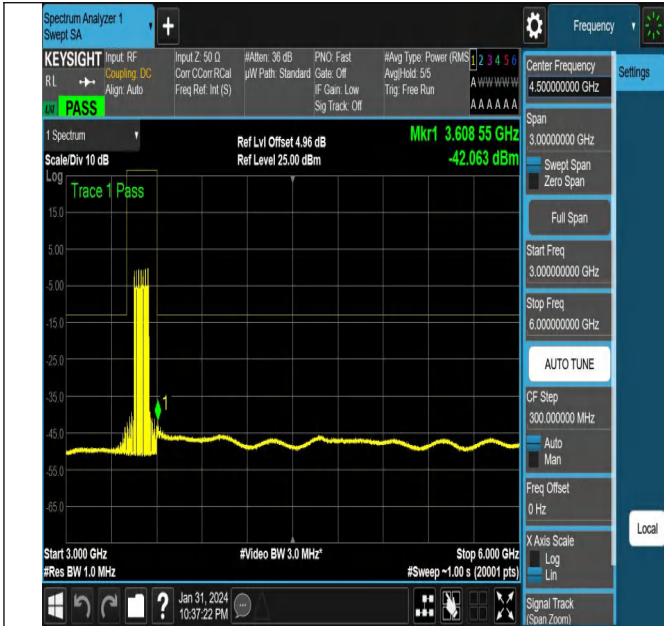 Spectrum Analyzer 1
Swept SA
Frequency
KEYSIGHT
RL
PASS
Input: RF
Coupling: DC
Align: Auto
Input Z: 50 Ω
Corr CCorr RCal
Freq Ref: Int (S)
#Atten: 36 dB
µW Path: Standard
PNO: Fast
Gate: Off
IF Gain: Low
Sig Track: Off
#Avg Type: Power (RMS
Avg|Hold: 5/5
Trig: Free Run
1 2 3 4 5 6
A W W W W W
A A A A A A
Center Frequency
4.500000000 GHz
Settings
Span
3.00000000 GHz
Swept Span
Zero Span
Full Span
Start Freq
3.000000000 GHz
Stop Freq
6.000000000 GHz
AUTO TUNE
CF Step
300.000000 MHz
Auto
Man
Freq Offset
0 Hz
X Axis Scale
Log
Lin
Signal Track
(Span Zoom)
Local
1 Spectrum
Scale/Div 10 dB
Ref Lvl Offset 4.96 dB
Ref Level 25.00 dBm
Mkr1 3.608 55 GHz
-42.063 dBm
Log
Trace 1 Pass
15.0
5.00
-5.00
-15.0
-25.0
-35.0
-45.0
-55.0
-65.0
1
Start 3.000 GHz
#Res BW 1.0 MHz
#Video BW 3.0 MHz*
Stop 6.000 GHz
#Sweep ~1.00 s (20001 pts)
?
Jan 31, 2024
10:37:22 PM